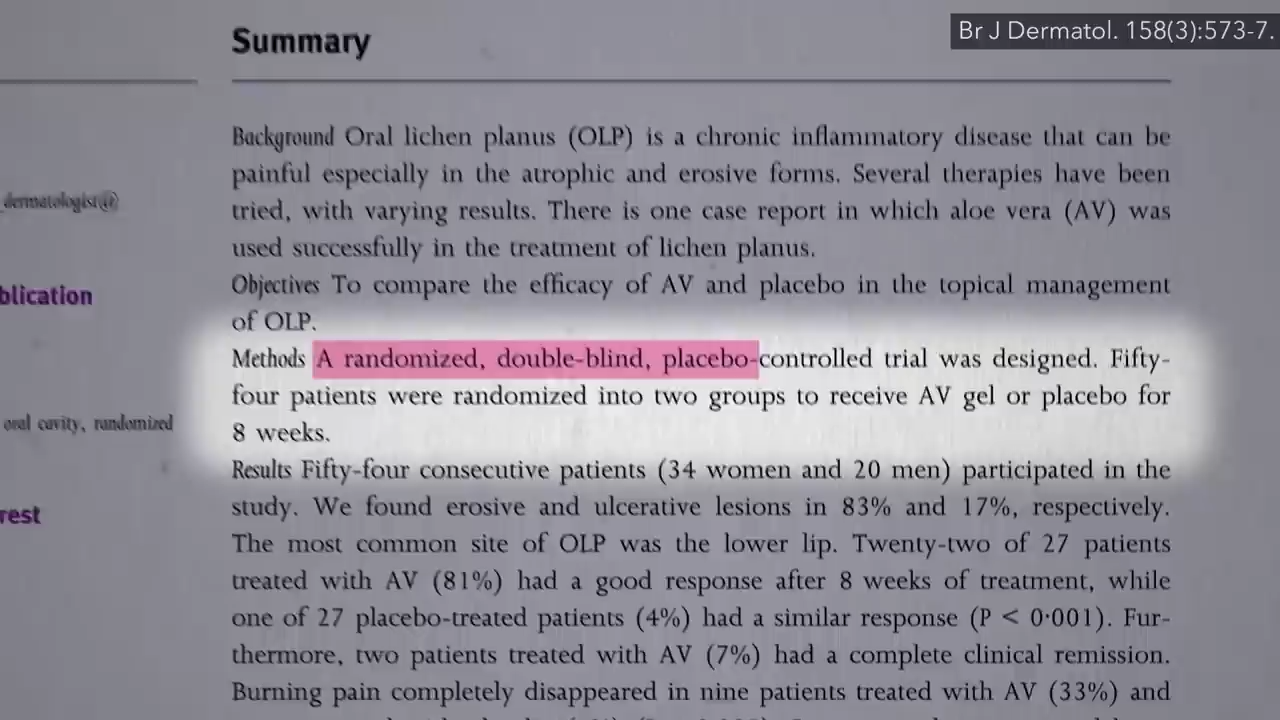 Br J Dermatol. 158(3):573-7.
Summary
Background Oral lichen planus (OLP) is a chronic inflammatory disease that can be
painful especially in the atrophic and erosive forms. Several therapies have been
_dermatologist@
tried, with varying results. There is one case report in which aloe vera (AV) was
used successfully in the treatment of lichen planus.
blication
Objectives To compare the efficacy of AV and placebo in the topical management
of OLP.
Methods A randomized, double-blind, placebo-controlled trial was designed. Fifty-
four patients were randomized into two groups to receive AV gel or placebo for
oral cavity, randomized
8 weeks.
Results Fifty-four consecutive patients (34 women and 20 men) participated in the
rest
study. We found erosive and ulcerative lesions in 83% and 17%, respectively.
The most common site of OLP was the lower lip. Twenty-two of 27 patients
treated with AV (81%) had a good response after 8 weeks of treatment, while
one of 27 placebo-treated patients (4%) had a similar response (P < 0·001). Fur-
thermore, two patients treated with AV (7%) had a complete clinical remission.
Burning pain completely disappeared in nine patients treated with AV (33%) and